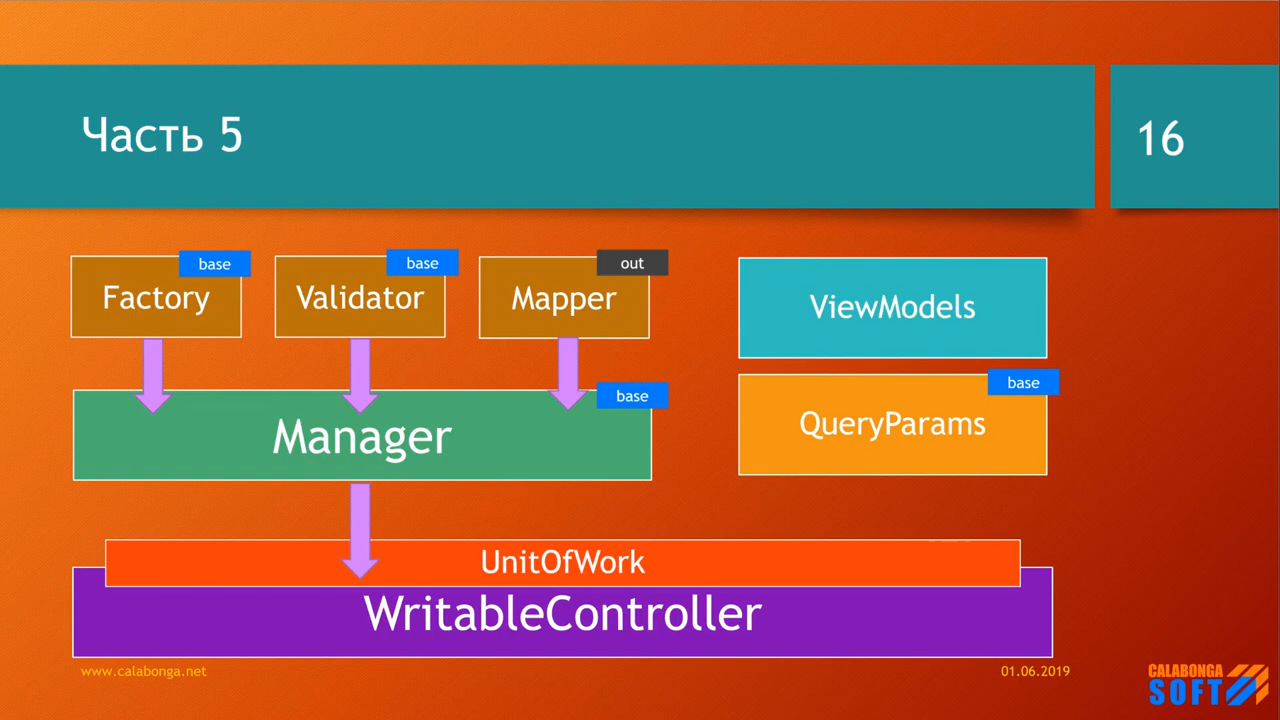 Часть 5
16
base
Factory
base
Validator
out
Mapper
ViewModels
base
QueryParams
base
Manager
UnitOfWork
WritableController
www.calabonga.net
01.06.2019
CALABONGA
SOFT